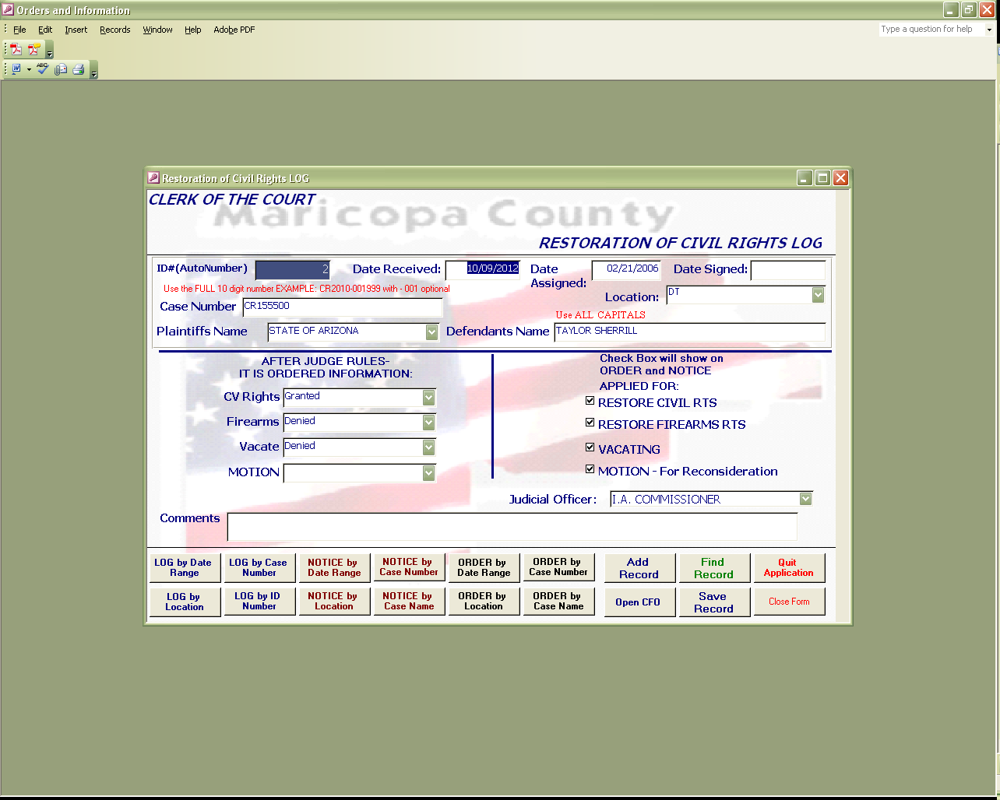 Orders and Information
File Edit Insert Records Window Help Adobe PDF
Type a question for help
ABC
Restoration of Civil Rights LOG
CLERK OF THE COURT
Maricopa County
RESTORATION OF CIVIL RIGHTS LOG
ID#(AutoNumber) 2 Date Received: 10/09/2012 Date Assigned: 02/21/2006 Date Signed:
Use the FULL 10 digit number EXAMPLE: CR2010-001999 with - 001 optional
Location: DT
Case Number CR155500
Use ALL CAPITALS
Plaintiffs Name STATE OF ARIZONA Defendants Name TAYLOR SHERRILL
AFTER JUDGE RULES-
IT IS ORDERED INFORMATION:
CV Rights Granted
Firearms Denied
Vacate Denied
MOTION
Check Box will show on
ORDER and NOTICE
APPLIED FOR:
RESTORE CIVIL RTS
RESTORE FIREARMS RTS
VACATING
MOTION - For Reconsideration
Judicial Officer: I.A. COMMISSIONER
Comments
LOG by Date Range
LOG by Case Number
NOTICE by Date Range
NOTICE by Case Number
ORDER by Date Range
ORDER by Case Number
Add Record
Find Record
Quit Application
LOG by Location
LOG by ID Number
NOTICE by Location
NOTICE by Case Name
ORDER by Location
ORDER by Case Name
Open CFO
Save Record
Close Form